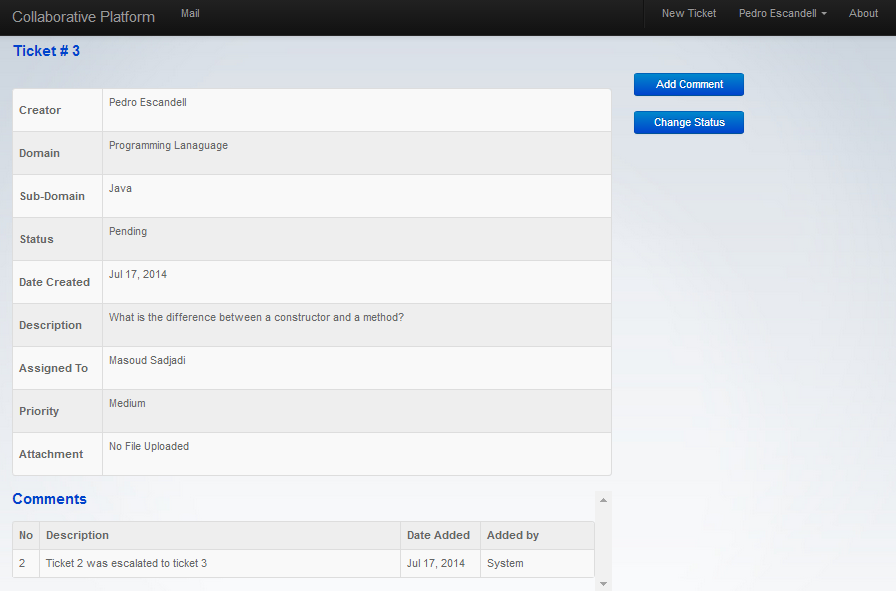 Collaborative Platform Mail New Ticket Pedro Escandell About
Ticket # 3
Add Comment
Change Status
Creator Pedro Escandell
Domain Programming Lanaguage
Sub-Domain Java
Status Pending
Date Created Jul 17, 2014
Description What is the difference between a constructor and a method?
Assigned To Masoud Sadjadi
Priority Medium
Attachment No File Uploaded
Comments
No Description Date Added Added by
2 Ticket 2 was escalated to ticket 3 Jul 17, 2014 System